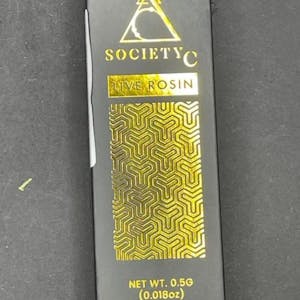 SOCIETY C
LIVE ROSIN
NET WT. 0.5G
(0.018oz)